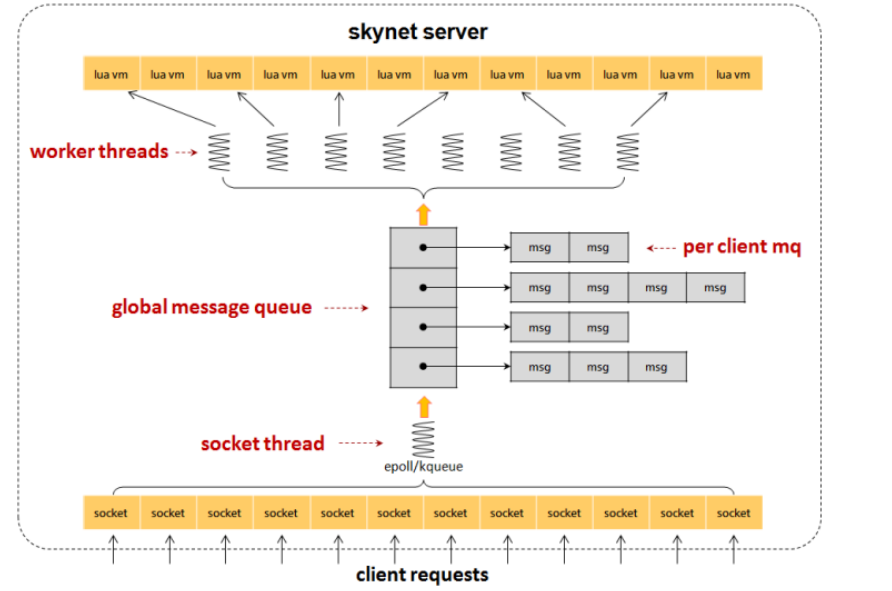 skynet server
lua vm lua vm lua vm lua vm lua vm lua vm lua vm lua vm lua vm lua vm lua vm lua vm
worker threads
msg msg
per client mq
msg msg msg msg
global message queue
msg msg
msg msg msg
socket thread
epoll/kqueue
socket socket socket socket socket socket socket socket socket socket socket socket
client requests